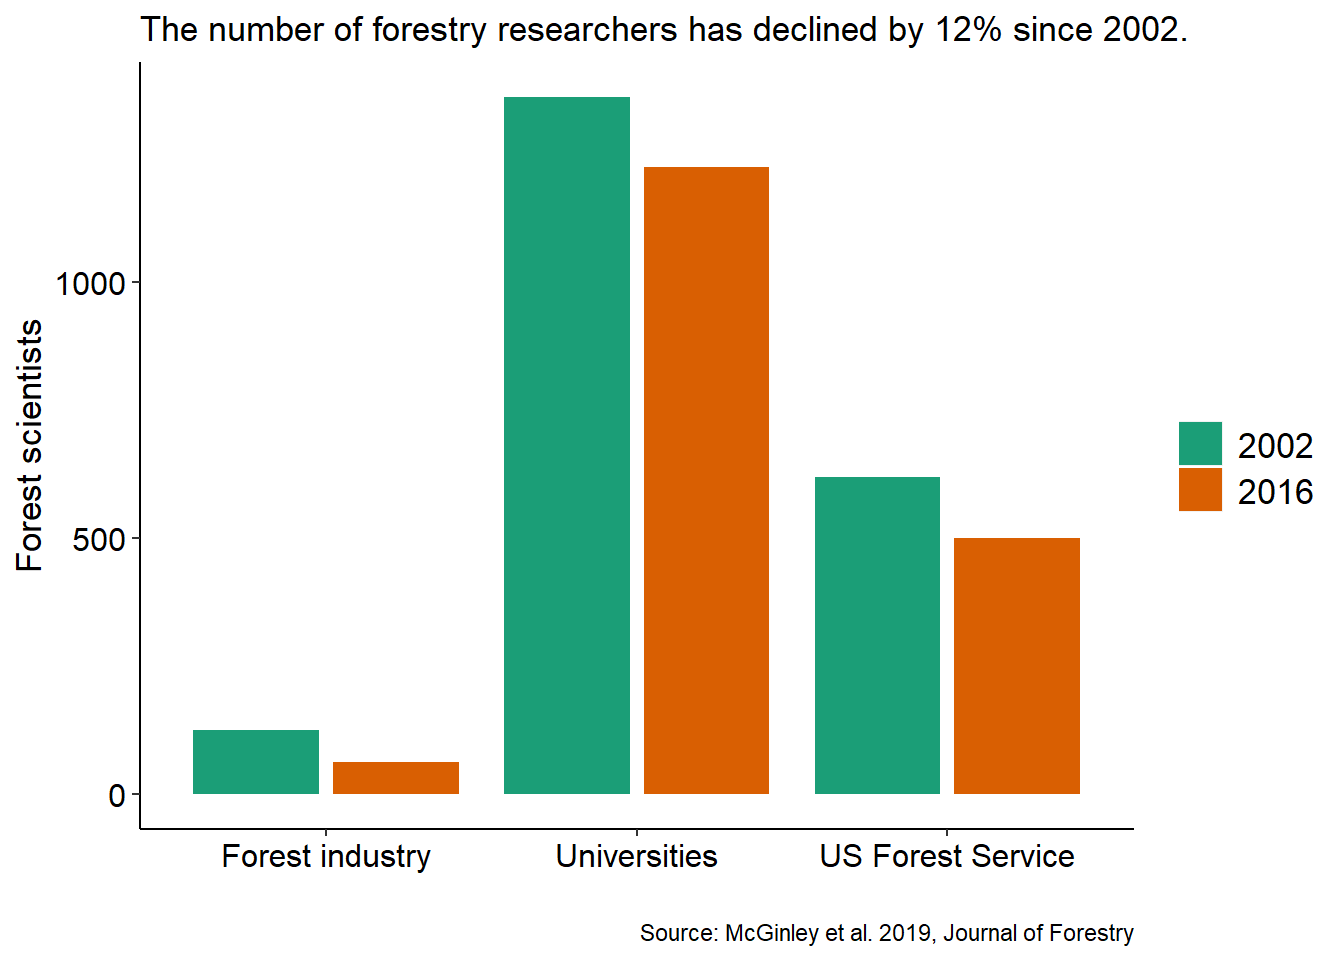 The number of forestry researchers has declined by 12% since 2002.
Forest scientists
1000
500
0
Forest industry
Universities
US Forest Service
2002
2016
Source: McGinley et al. 2019, Journal of Forestry